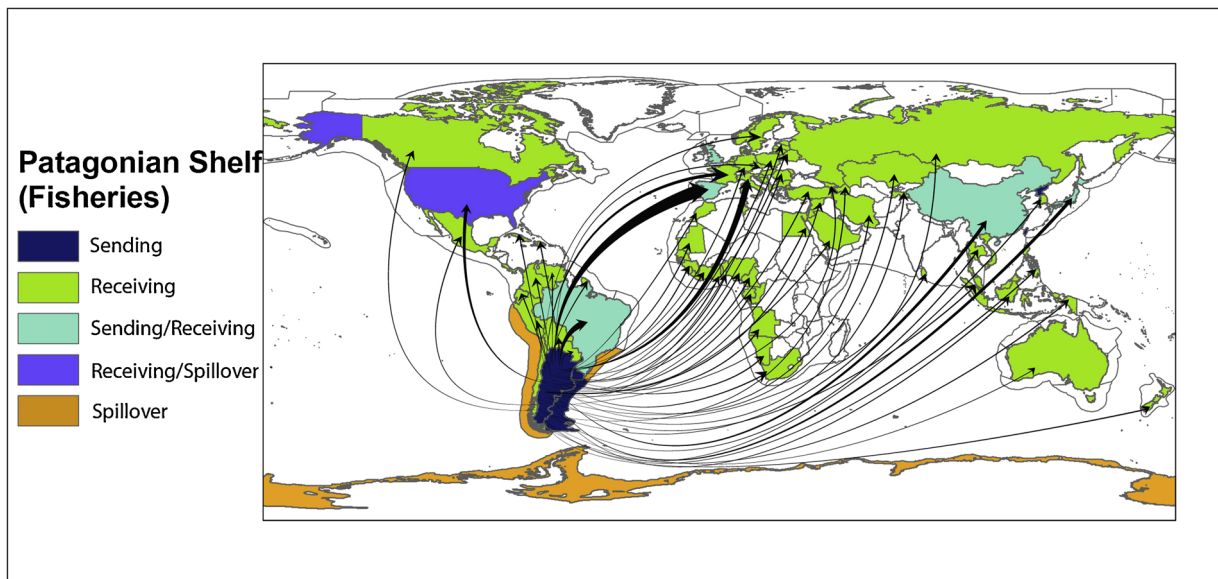 Patagonian Shelf
(Fisheries)
Sending
Receiving
Sending/Receiving
Receiving/Spillover
Spillover